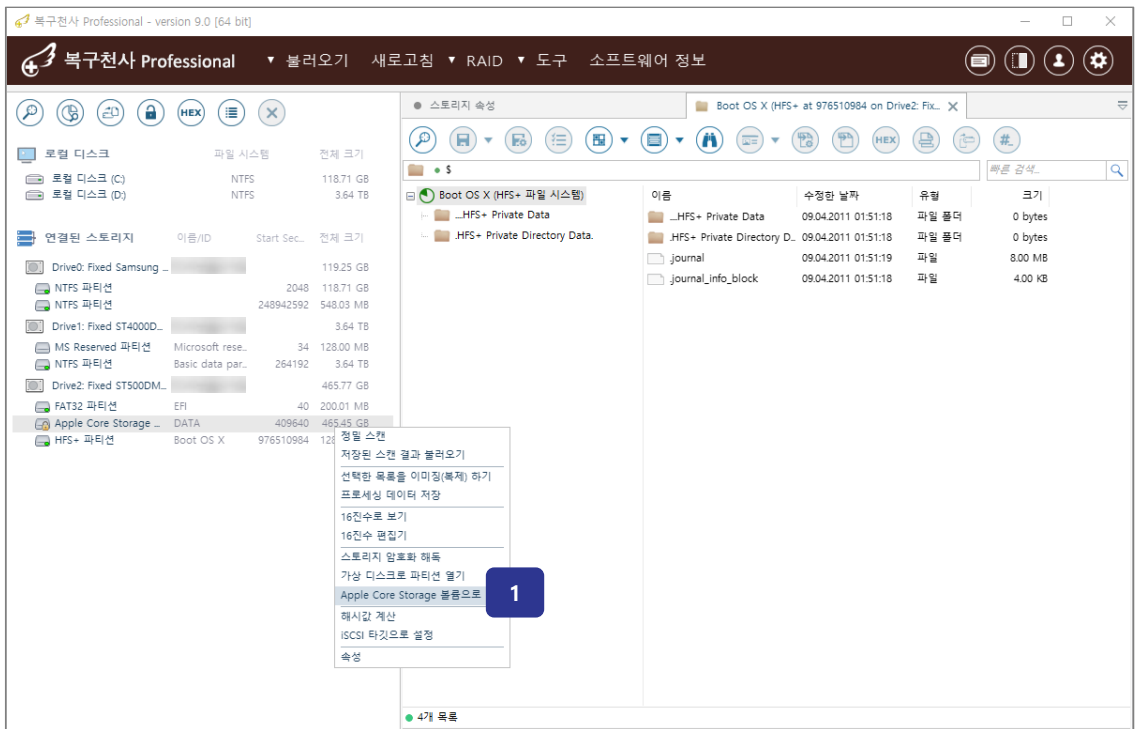 복구천사 Professional - version 9.0 [64 bit]
복구천사 Professional ▼ 불러오기 새로고침 ▼ RAID ▼ 도구 소프트웨어 정보
HEX
로컬 디스크 파일 시스템 전체 크기
로컬 디스크 (C:) NTFS 118.71 GB
로컬 디스크 (D:) NTFS 3.64 TB
연결된 스토리지 이름/ID Start Sec... 전체 크기
Drive0: Fixed Samsung ... 119.25 GB
NTFS 파티션 2048 118.71 GB
NTFS 파티션 248942592 548.03 MB
Drive1: Fixed ST4000D... 3.64 TB
MS Reserved 파티션 Microsoft rese... 34 128.00 MB
NTFS 파티션 Basic data par... 264192 3.64 TB
Drive2: Fixed ST500DM... 465.77 GB
FAT32 파티션 EFI 40 200.01 MB
Apple Core Storage ... DATA 409640 465.45 GB
HFS+ 파티션 Boot OS X 976510984 128
정밀 스캔
저장된 스캔 결과 불러오기
선택한 목록을 이미징(복제) 하기
프로세싱 데이터 저장
16진수로 보기
16진수 편집기
스토리지 암호화 해독
가상 디스크로 파티션 열기
Apple Core Storage 볼륨으로
1
해시값 계산
iSCSI 타깃으로 설정
속성
스토리지 속성 Boot OS X (HFS+ at 976510984 on Drive2: Fix...
HEX
$ 빠른 검색...
Boot OS X (HFS+ 파일 시스템)
...HFS+ Private Data
.HFS+ Private Directory Data.
이름 수정한 날짜 유형 크기
...HFS+ Private Data 09.04.2011 01:51:18 파일 폴더 0 bytes
.HFS+ Private Directory D... 09.04.2011 01:51:18 파일 폴더 0 bytes
.journal 09.04.2011 01:51:19 파일 8.00 MB
.journal_info_block 09.04.2011 01:51:18 파일 4.00 KB
4개 목록